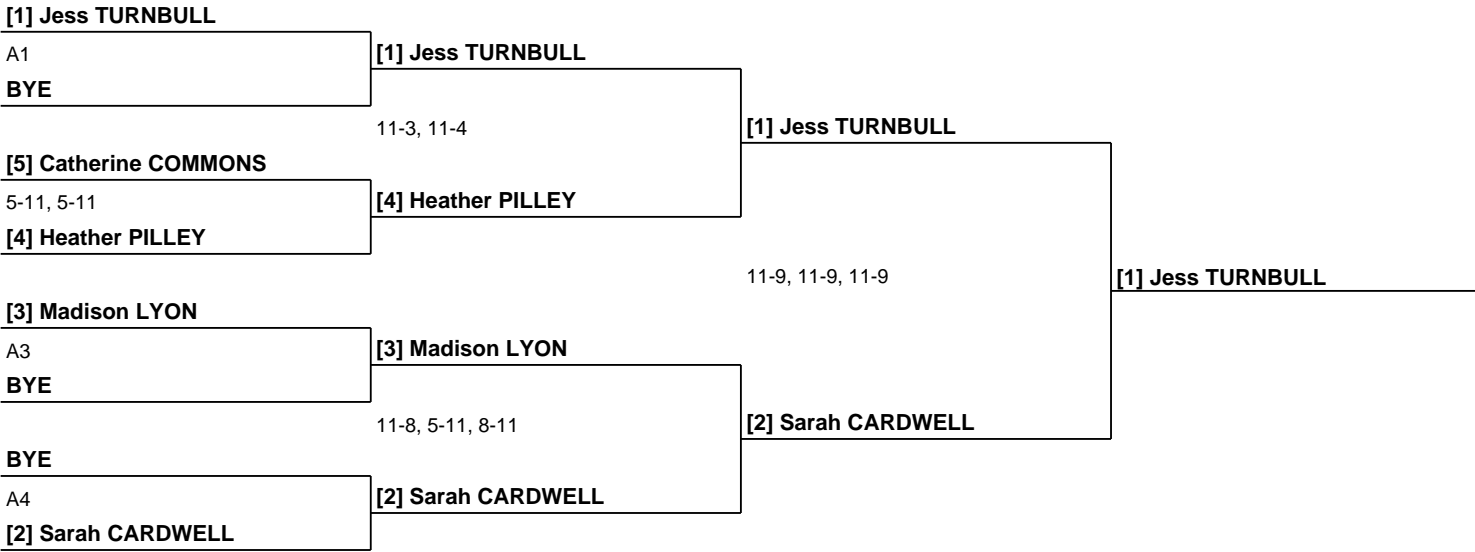 [1] Jess TURNBULL
A1
BYE
[1] Jess TURNBULL
11-3, 11-4
[1] Jess TURNBULL
[5] Catherine COMMONS
5-11, 5-11
[4] Heather PILLEY
[4] Heather PILLEY
11-9, 11-9, 11-9
[1] Jess TURNBULL
[3] Madison LYON
A3
BYE
[3] Madison LYON
11-8, 5-11, 8-11
[2] Sarah CARDWELL
BYE
A4
[2] Sarah CARDWELL
[2] Sarah CARDWELL